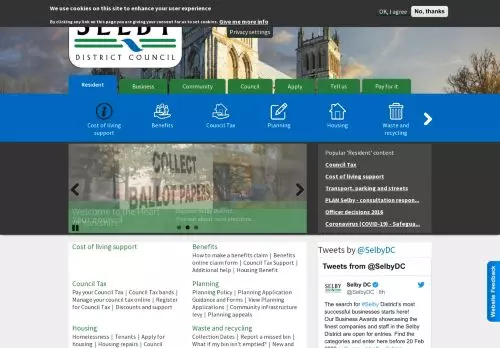 We use cookies on this site to enhance your user experience
By clicking any link on this page you are giving your consent for us to set cookies. Give me more info
OK, I agree
No, thanks
Privacy settings
SELBY
DISTRICT COUNCIL
Resident
Business
Community
Council
Apply
Tell us
Pay for it
Cost of living
support
Benefits
Council Tax
Planning
Housing
Waste and
recycling
COLLECT
BALLOT PAPERS
Welcome to the Heart
Popular 'Resident' content
Council Tax
Cost of living support
Transport, parking and streets
PLAN Selby - consultation respon...
Officer decisions 2016
Coronavirus (COVID-19) - Safegua...
Cost of living support
Benefits
How to make a benefits claim | Benefits
online claim form | Council Tax Support |
Additional help | Housing Benefit
Council Tax
Pay your Council Tax | Council Tax bands |
Manage your council tax online | Register
for Council Tax | Discounts and support
Planning
Planning Policy | Planning Application
Guidance and Forms | View Planning
Applications | Community infrastructure
levy | Planning appeals
Housing
Homelessness | Tenants | Apply for
housing | Housing repairs | Council
Waste and recycling
Collection Dates | Report a missed bin |
What if my bin isn't emptied? | New and
Tweets by @SelbyDC
Tweets from @SelbyDC
SELBY
Selby DC
@SelbyDC · 8h
The search for #Selby District's most
successful businesses starts here!
Our Business Awards showcasing the
finest companies and staff in the Selby
District are open for entries. Find the
categories and enter here before 20 Feb
Website Feedback